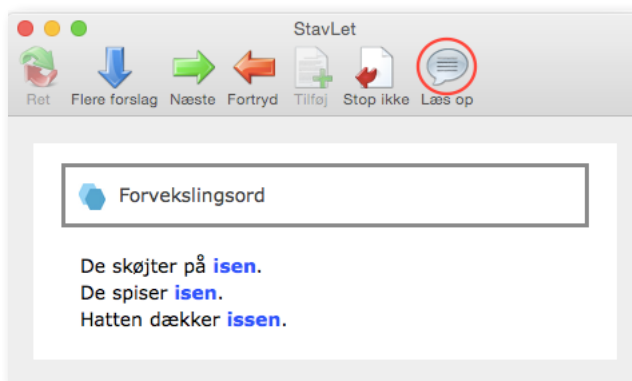 StavLet
Ret Flere forslag Næste Fortryd Tilføj Stop ikke Læs op
Forvekslingsord
De skøjter på isen.
De spiser isen.
Hatten dækker issen.